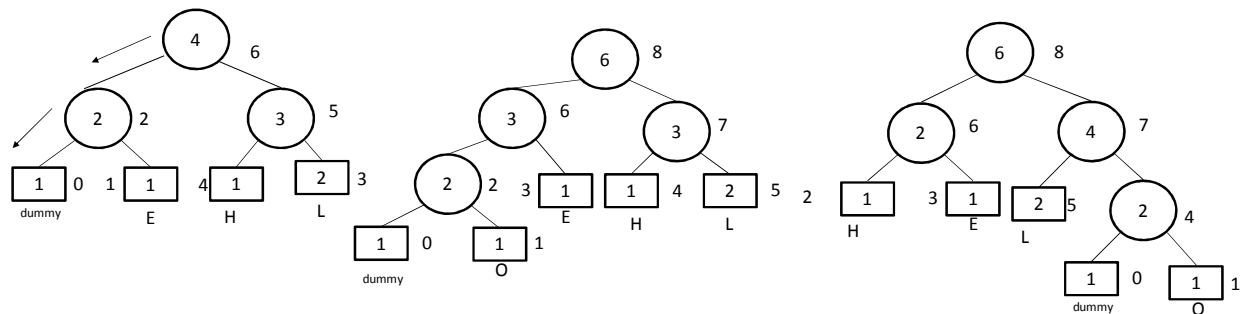 4 6
2 2 3 5
1 0 1 1 4 1 2 3
dummy E H L
6 8
3 6 3 7
2 2 3 1 1 4 2 5
E H L
1 0 1 1
dummy O
6 8
2 6 4 7
2 1 3 1 2 5 2 4
H E L
1 0 1 1
dummy O